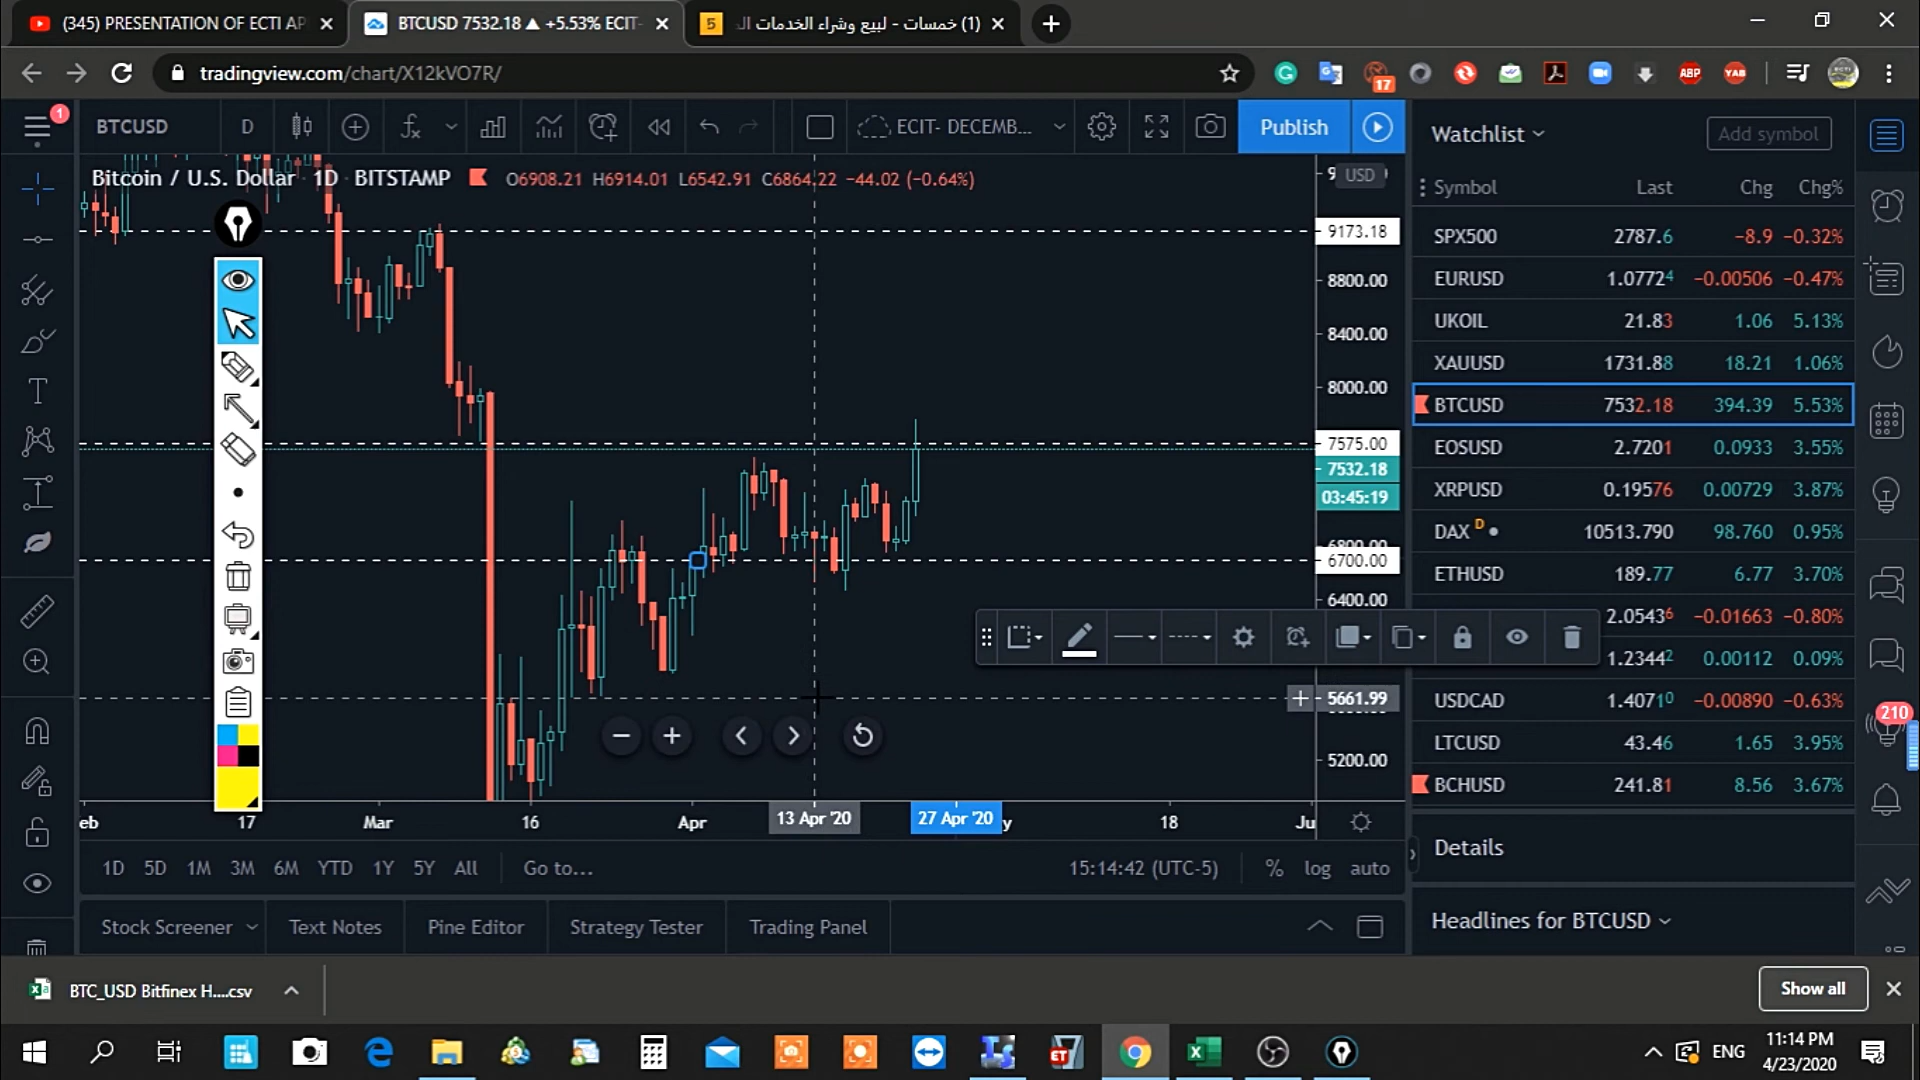 (345) PRESENTATION OF ECTI AP
BTCUSD 7532.18 ▲ +5.53% ECIT-
(1) خمسات - لبيع وشراء الخدمات ال
tradingview.com/chart/X12kVO7R/
17
ABP
YAB
1
BTCUSD
D
ECIT- DECEMB...
Publish
Watchlist
Add symbol
Bitcoin / U.S. Dollar 1D BITSTAMP O6908.21 H6914.01 L6542.91 C6864.22 −44.02 (−0.64%)
USD
9173.18
8800.00
8400.00
8000.00
7575.00
7532.18
03:45:19
6800.00
6700.00
6400.00
5661.99
5200.00
Symbol Last Chg Chg%
SPX500 2787.6 −8.9 −0.32%
EURUSD 1.07724 −0.00506 −0.47%
UKOIL 21.83 1.06 5.13%
XAUUSD 1731.88 18.21 1.06%
BTCUSD 7532.18 394.39 5.53%
EOSUSD 2.7201 0.0933 3.55%
XRPUSD 0.19576 0.00729 3.87%
DAX D 10513.790 98.760 0.95%
ETHUSD 189.77 6.77 3.70%
2.05436 −0.01663 −0.80%
1.23442 0.00112 0.09%
USDCAD 1.40710 −0.00890 −0.63%
LTCUSD 43.46 1.65 3.95%
BCHUSD 241.81 8.56 3.67%
210
eb 17 Mar 16 Apr 13 Apr '20 27 Apr '20 y 18 Ju
1D 5D 1M 3M 6M YTD 1Y 5Y All Go to... 15:14:42 (UTC-5) % log auto
Details
Stock Screener Text Notes Pine Editor Strategy Tester Trading Panel
Headlines for BTCUSD
BTC_USD Bitfinex H....csv
Show all
ENG
11:14 PM
4/23/2020